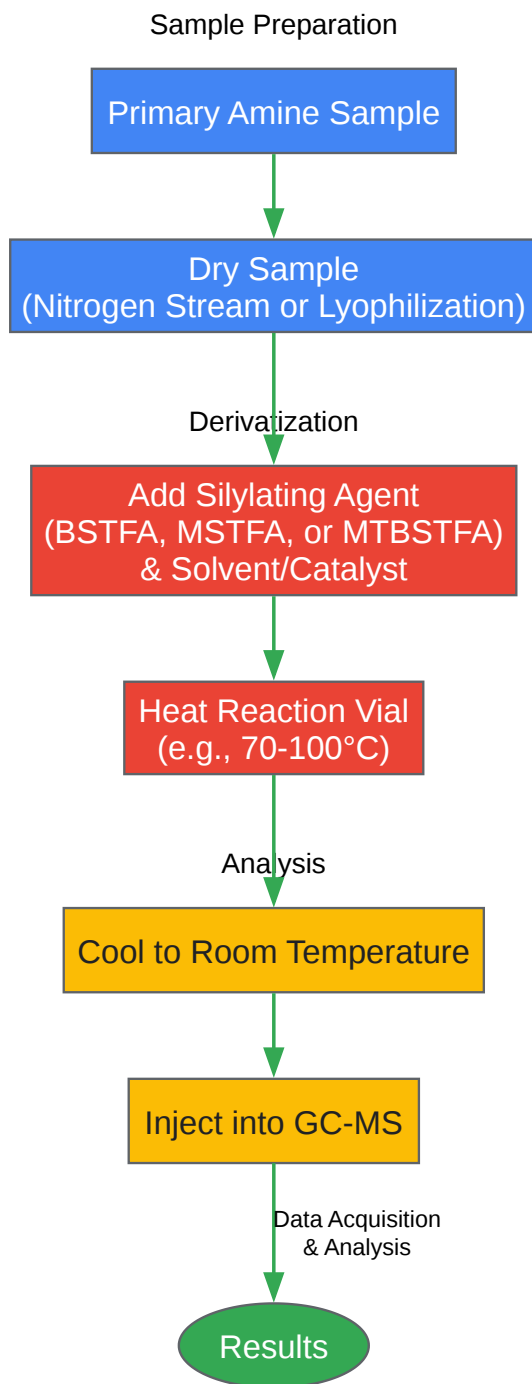 Sample Preparation
Primary Amine Sample
Dry Sample
(Nitrogen Stream or Lyophilization)
Derivatization
Add Silylating Agent
(BSTFA, MSTFA, or MTBSTFA)
& Solvent/Catalyst
Heat Reaction Vial
(e.g., 70-100°C)
Analysis
Cool to Room Temperature
Inject into GC-MS
Data Acquisition
& Analysis
Results